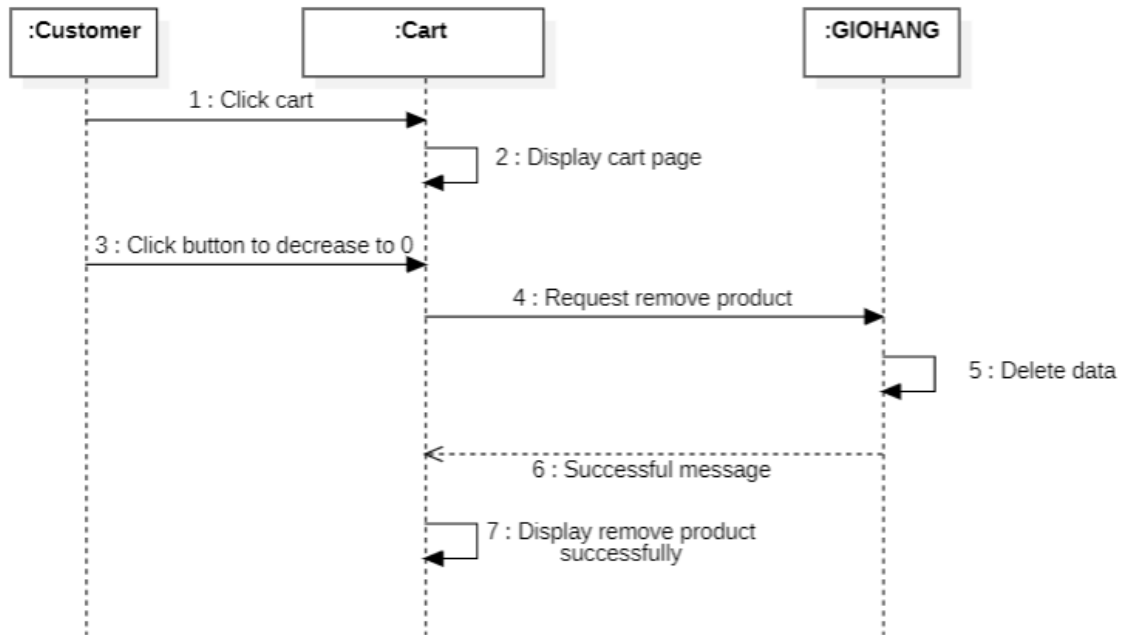 :Customer
:Cart
:GIOHANG
1 : Click cart
2 : Display cart page
3 : Click button to decrease to 0
4 : Request remove product
5 : Delete data
6 : Successful message
7 : Display remove product
successfully